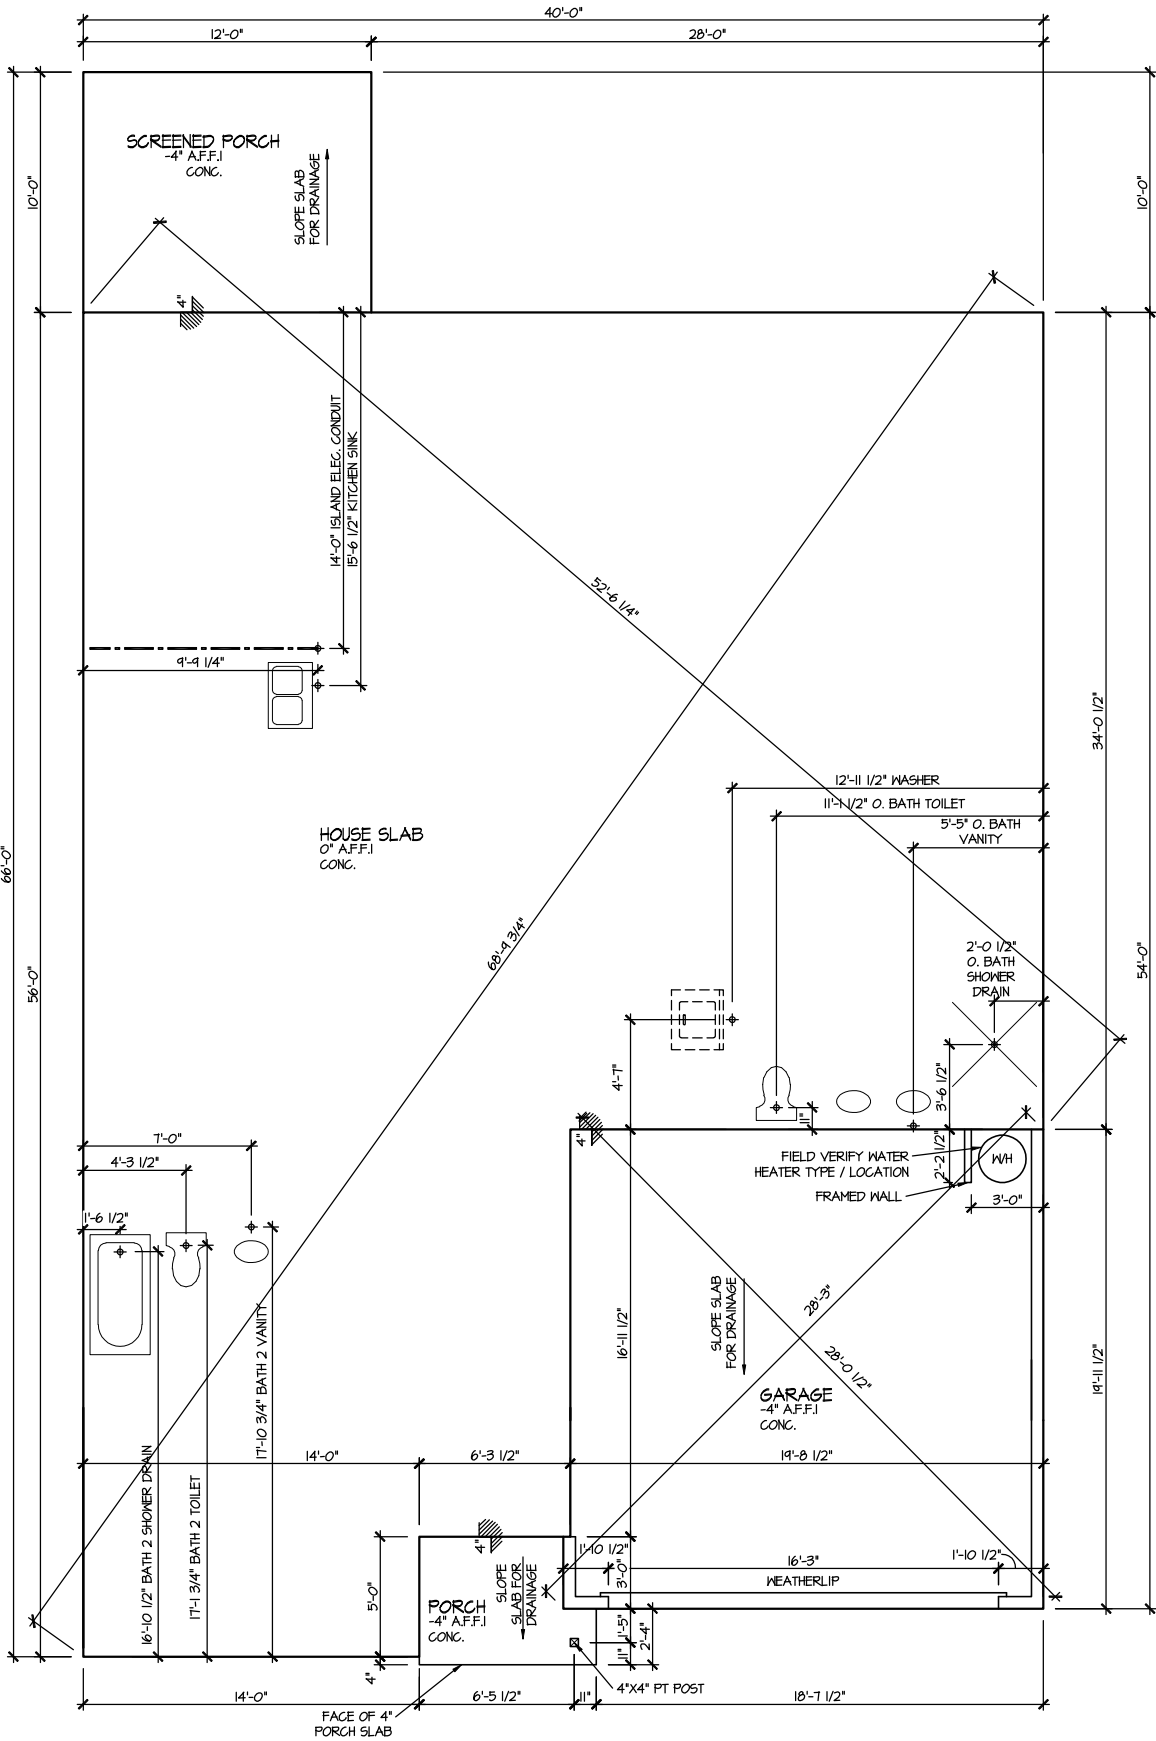 40'-0"
12'-0"
28'-0"
SCREENED PORCH
-4" A.F.F.1
CONC.
SLOPE SLAB
FOR DRAINAGE
10'-0"
10'-0"
4"
14'-0" ISLAND ELEC. CONDUIT
15'-6 1/2" KITCHEN SINK
52'-6 1/4"
9'-9 1/4"
34'-0 1/2"
12'-11 1/2" WASHER
11'-1 1/2" O. BATH TOILET
5'-5" O. BATH
VANITY
HOUSE SLAB
0" A.F.F.1
CONC.
66'-0"
56'-0"
68'-9 3/4"
2'-0 1/2"
O. BATH
SHOWER
DRAIN
54'-0"
4'-7"
11"
3'-6 1/2"
4"
7'-0"
4'-3 1/2"
1'-6 1/2"
FIELD VERIFY WATER
HEATER TYPE / LOCATION
FRAMED WALL
2'-2 1/2"
W/H
3'-0"
16'-11 1/2"
SLOPE SLAB
FOR DRAINAGE
28'-3"
28'-0 1/2"
19'-11 1/2"
GARAGE
-4" A.F.F.1
CONC.
17'-10 3/4" BATH 2 VANITY
16'-10 1/2" BATH 2 SHOWER DRAIN
17'-1 3/4" BATH 2 TOILET
14'-0"
6'-3 1/2"
19'-8 1/2"
4"
1'-10 1/2"
16'-3"
1'-10 1/2"
WEATHERLIP
3'-0"
5'-0"
SLOPE
SLAB FOR
DRAINAGE
PORCH
-4" A.F.F.1
CONC.
1'-5"
2'-4"
11"
4"
4"X4" PT POST
14'-0"
6'-5 1/2"
11"
18'-7 1/2"
FACE OF 4"
PORCH SLAB